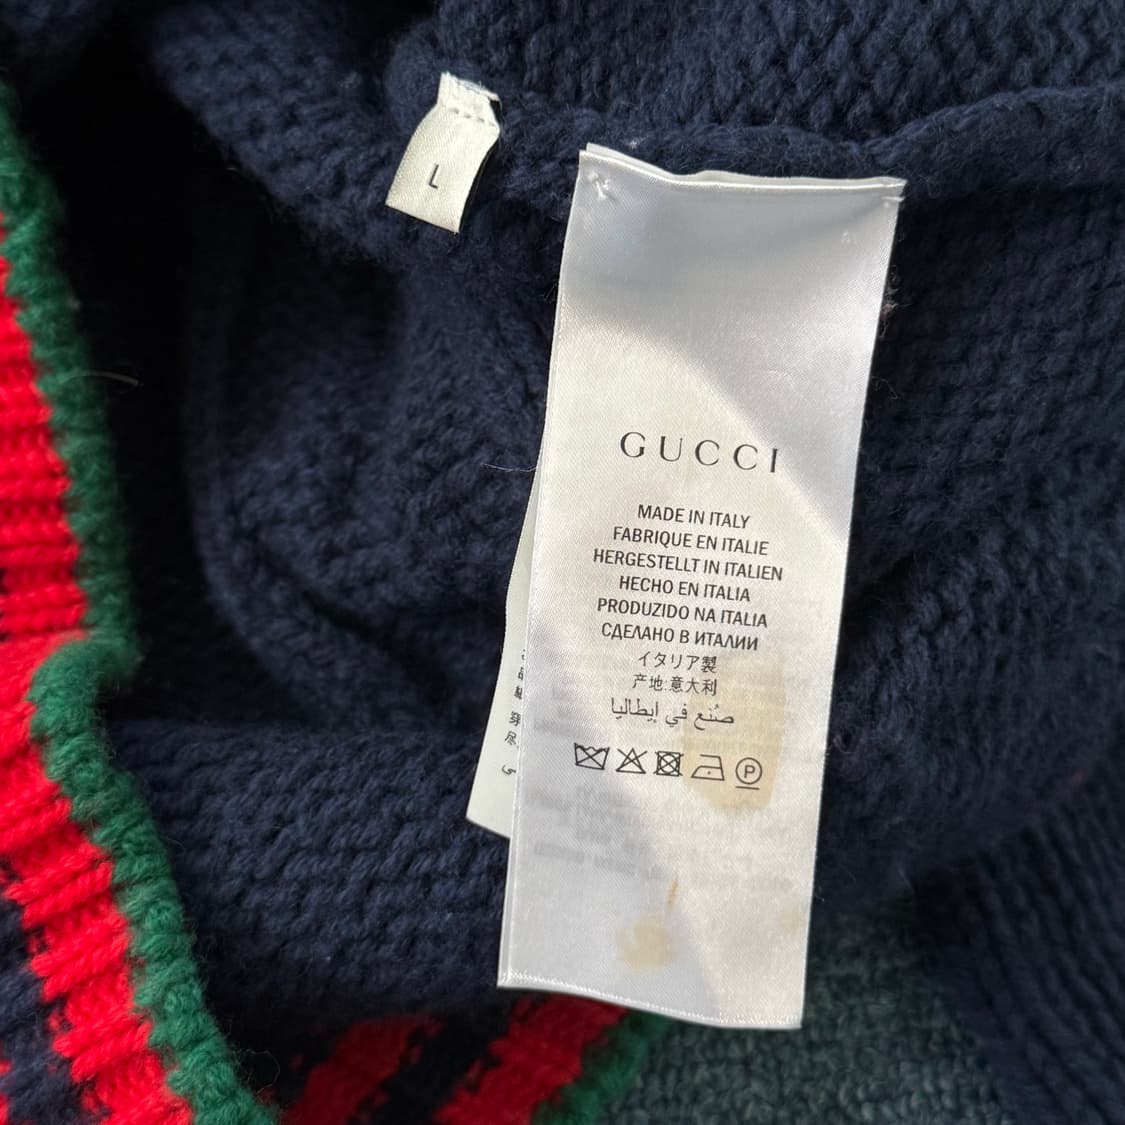 L
GUCCI
MADE IN ITALY
FABRIQUE EN ITALIE
HERGESTELLT IN ITALIEN
HECHO EN ITALIA
PRODUZIDO NA ITALIA
СДЕЛАНО В ИТАЛИИ
イタリア製
产地:意大利
صُنع في إيطاليا
P